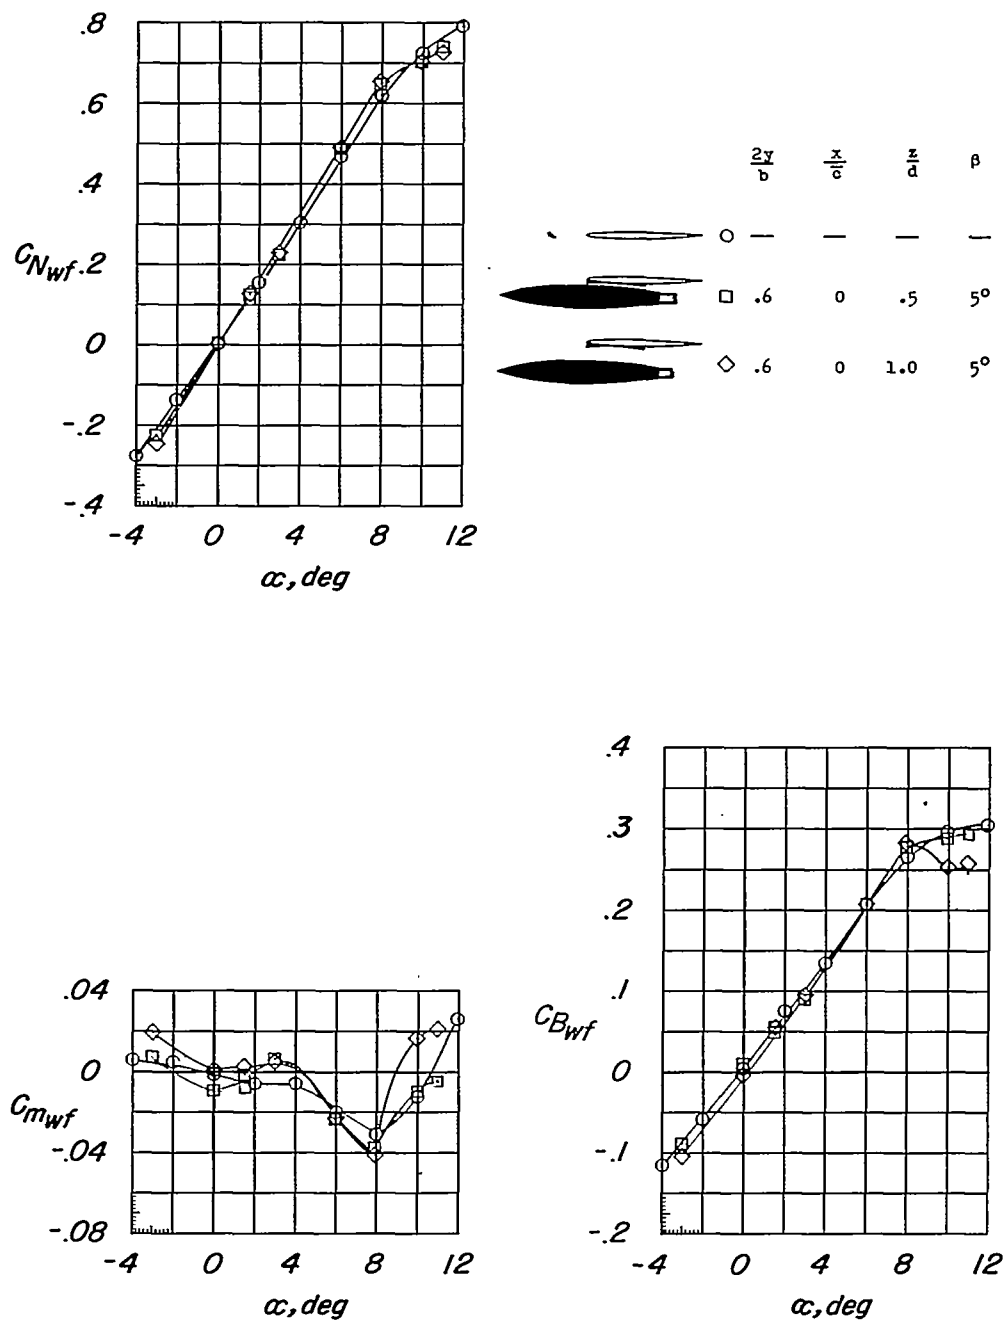 .8
.6
.4
C_{N_{wf}} .2
0
-.2
-.4
-4 0 4 8 12
α, deg
2y/b x/c̄ z/d β
— — — —
.6 0 .5 5°
.6 0 1.0 5°
.04
0
C_{m_{wf}}
-.04
-.08
-4 0 4 8 12
α, deg
.4
.3
.2
.1
C_{B_{wf}}
0
-.1
-.2
-4 0 4 8 12
α, deg